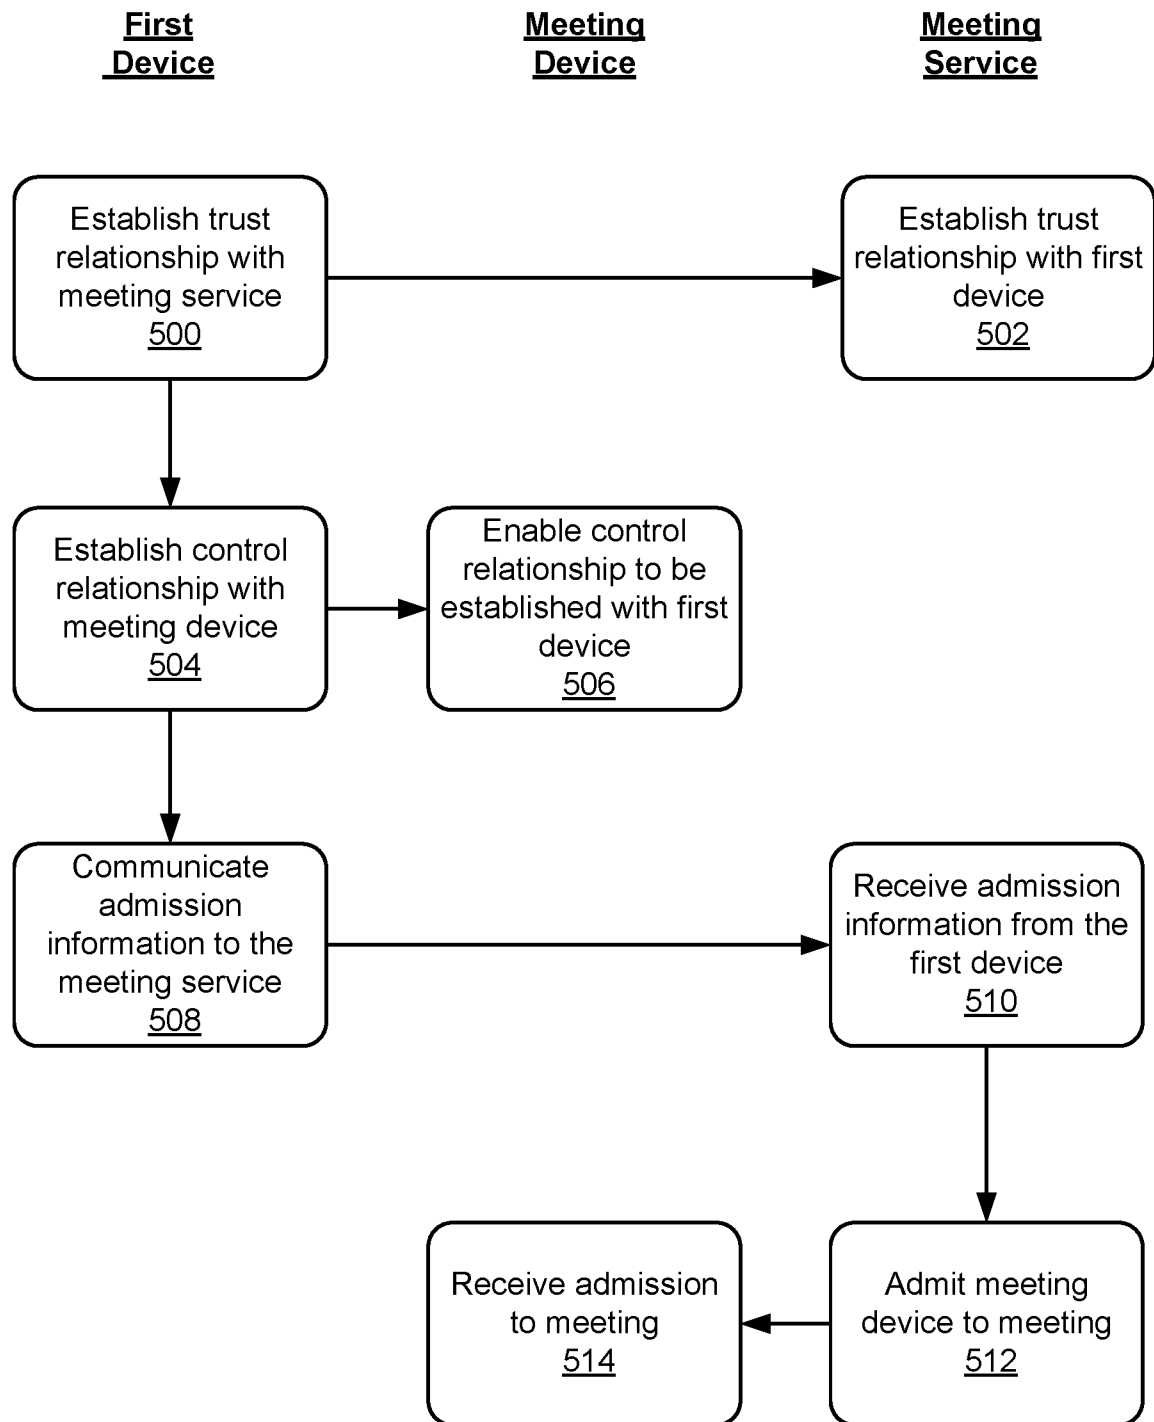 First
Device
Meeting
Device
Meeting
Service
Establish trust
relationship with
meeting service
500
Establish trust
relationship with first
device
502
Establish control
relationship with
meeting device
504
Enable control
relationship to be
established with first
device
506
Communicate
admission
information to the
meeting service
508
Receive admission
information from the
first device
510
Receive admission
to meeting
514
Admit meeting
device to meeting
512